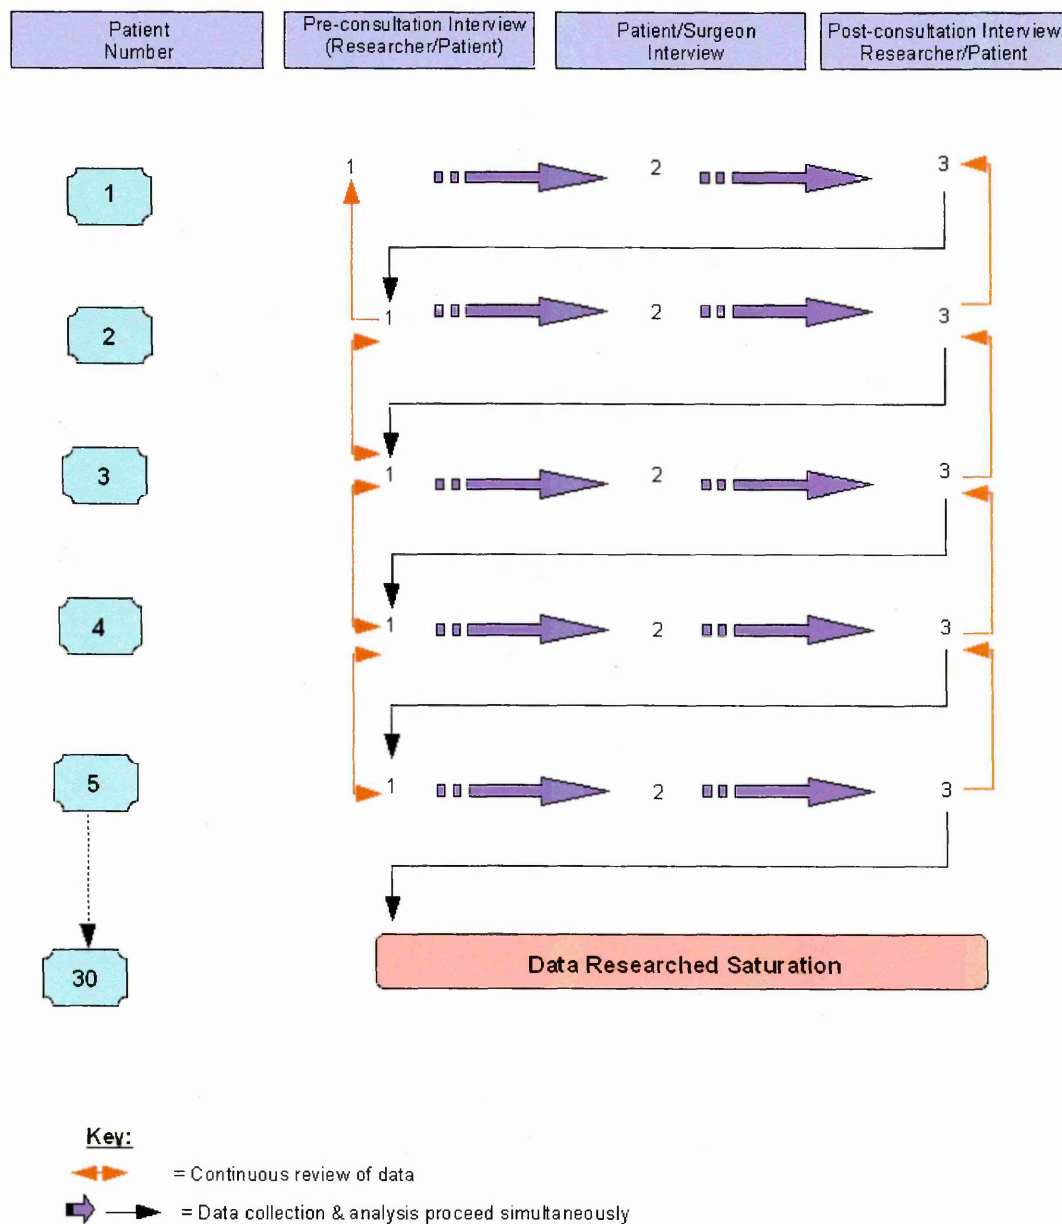 Patient
Number
Pre-consultation Interview
(Researcher/Patient)
Patient/Surgeon
Interview
Post-consultation Interview
Researcher/Patient
1
1
2
3
2
1
2
3
3
1
2
3
4
1
2
3
5
1
2
3
30
Data Researched Saturation
Key:
= Continuous review of data
= Data collection & analysis proceed simultaneously